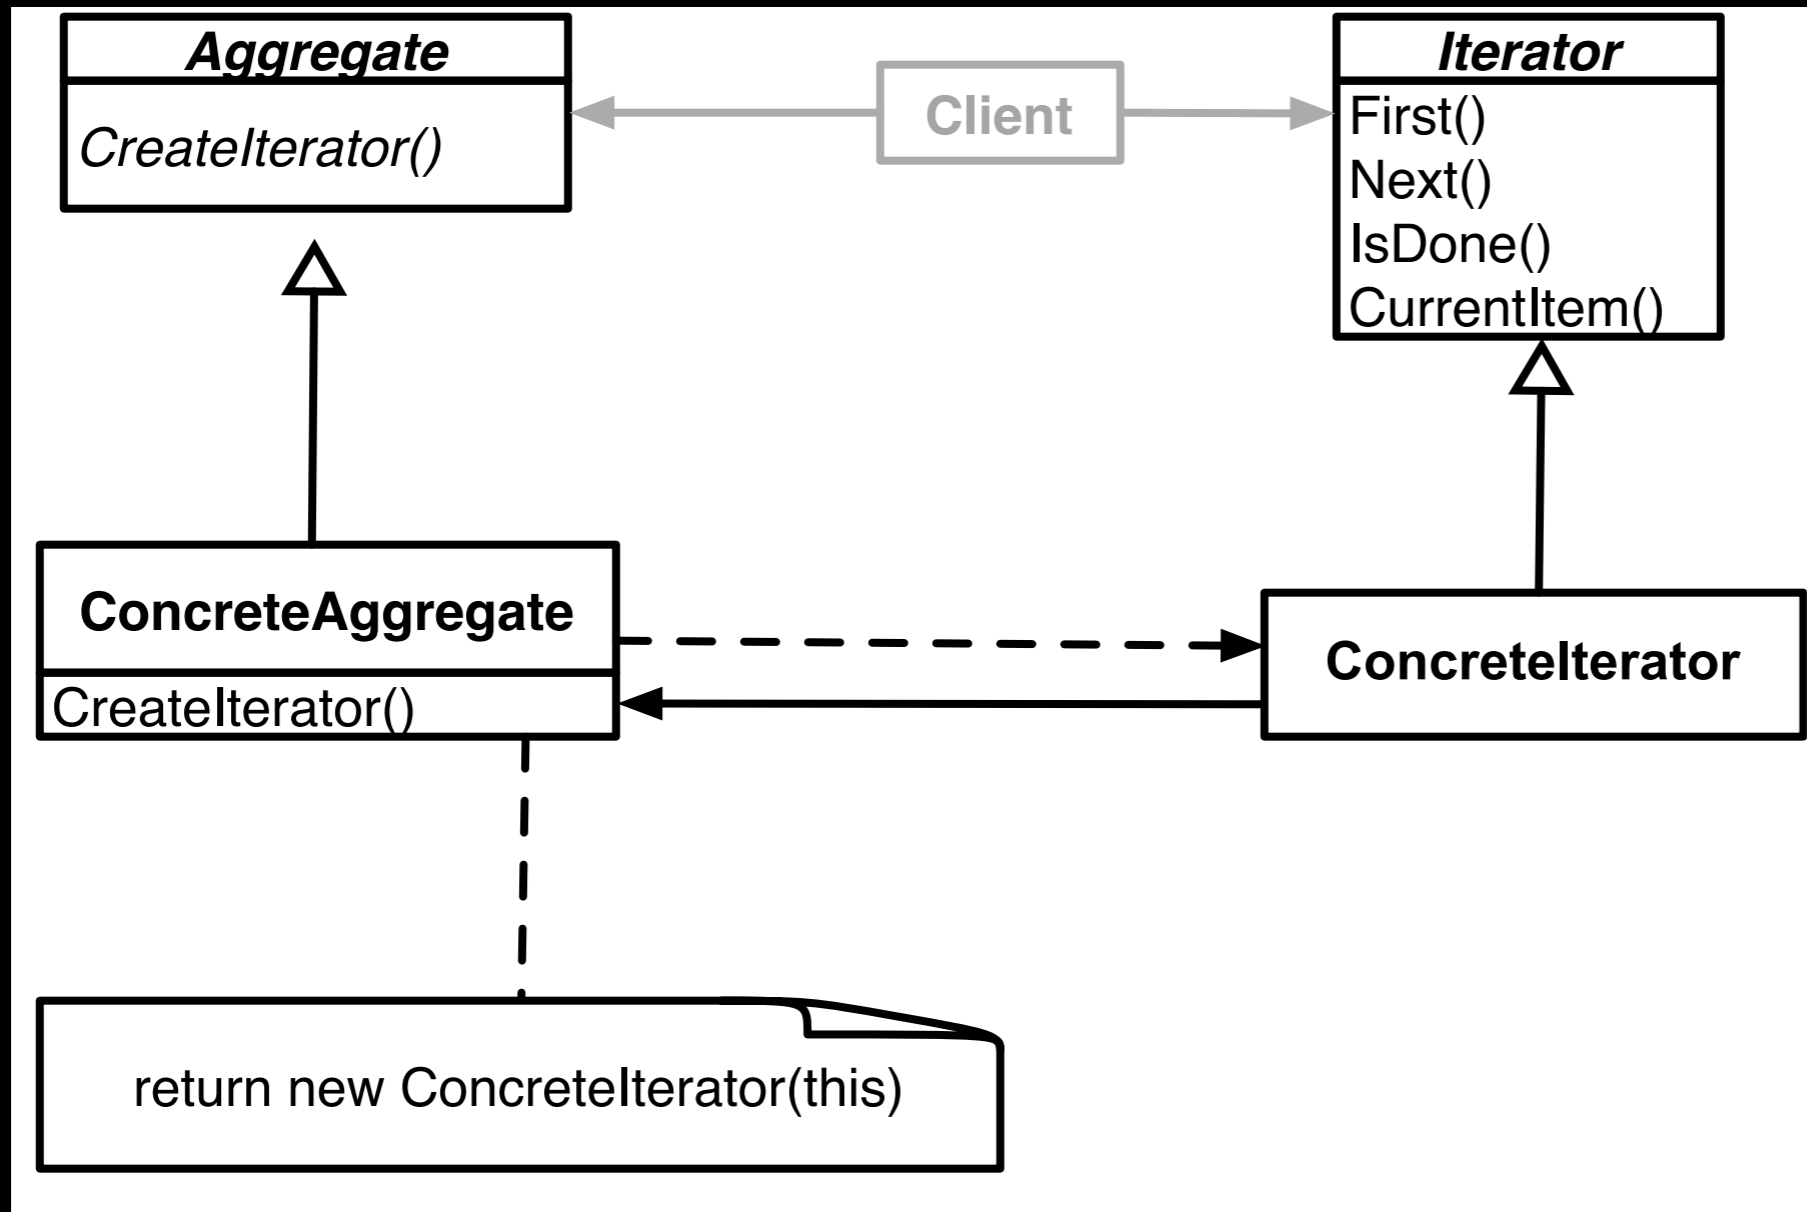 Aggregate
CreateIterator()
Client
Iterator
First()
Next()
IsDone()
CurrentItem()
ConcreteAggregate
CreateIterator()
ConcreteIterator
return new ConcreteIterator(this)